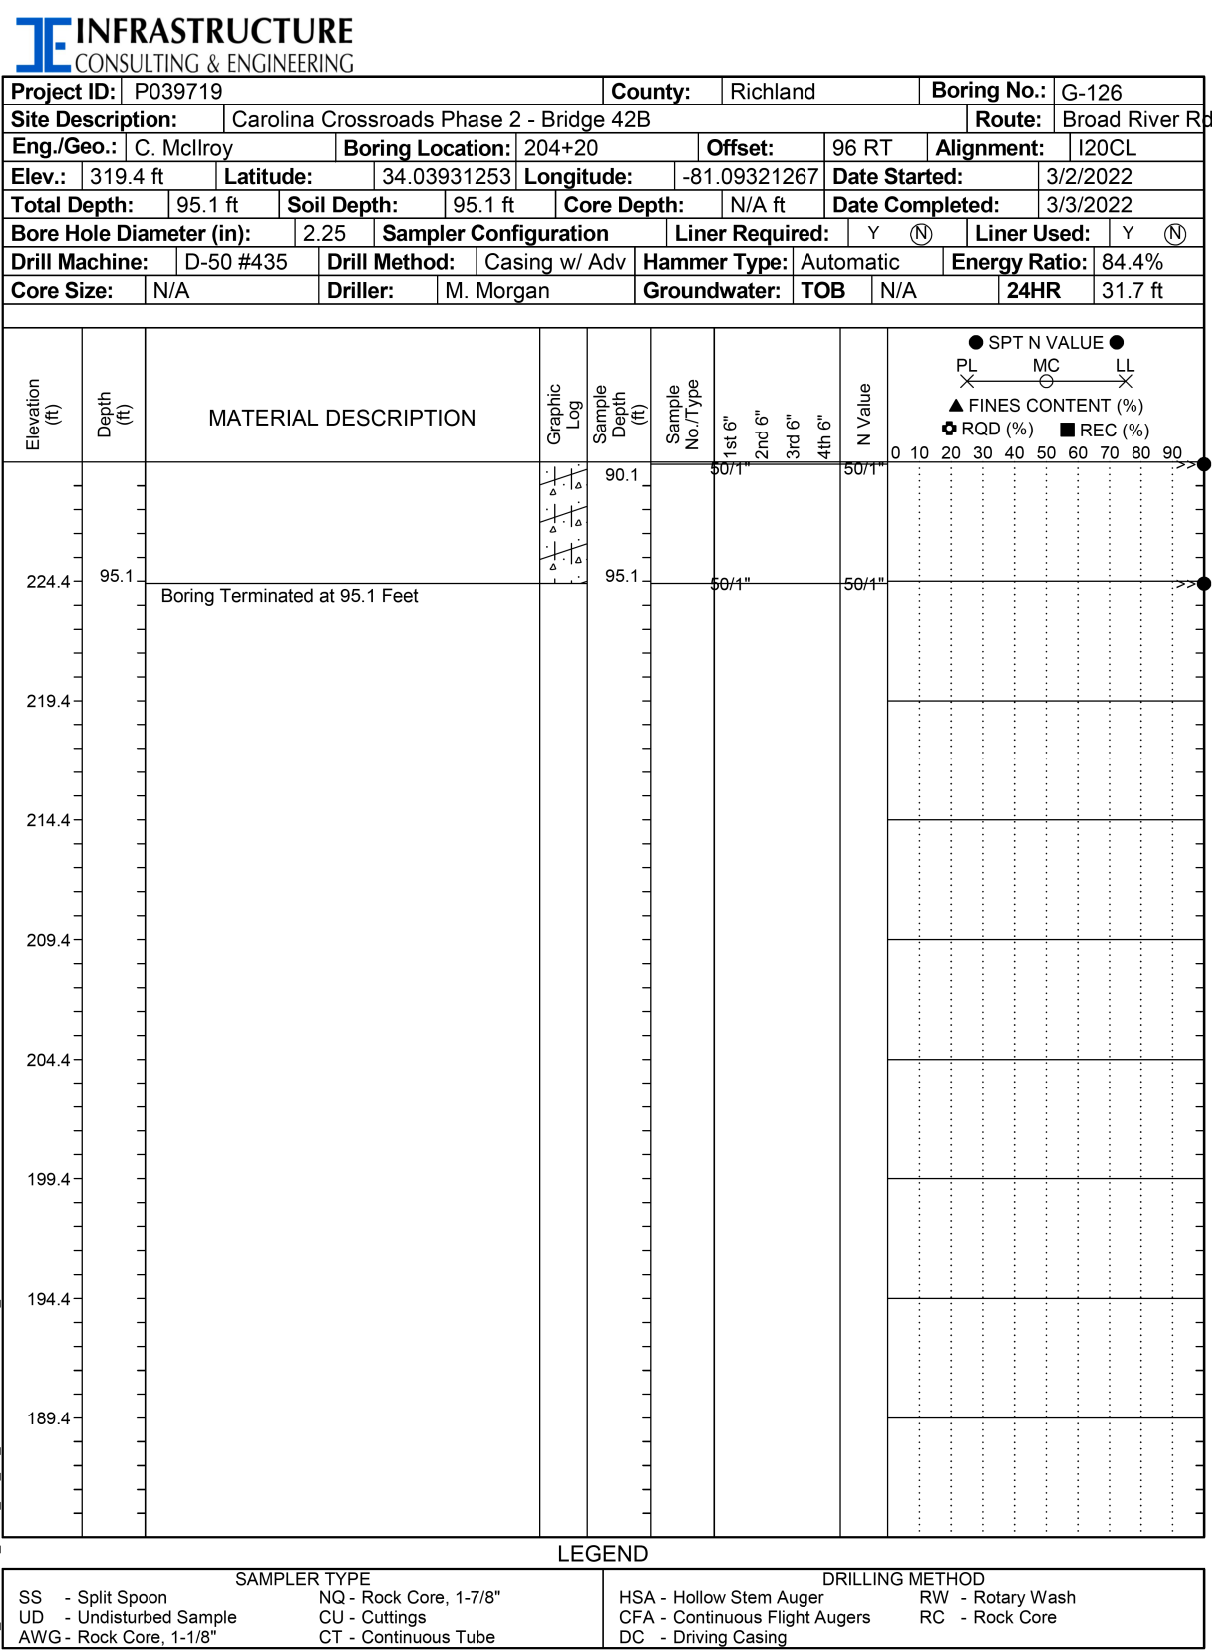 INFRASTRUCTURE
CONSULTING & ENGINEERING
Project ID: P039719 County: Richland Boring No.: G-126
Site Description: Carolina Crossroads Phase 2 - Bridge 42B Route: Broad River Rd
Eng./Geo.: C. McIlroy Boring Location: 204+20 Offset: 96 RT Alignment: I20CL
Elev.: 319.4 ft Latitude: 34.03931253 Longitude: -81.09321267 Date Started: 3/2/2022
Total Depth: 95.1 ft Soil Depth: 95.1 ft Core Depth: N/A ft Date Completed: 3/3/2022
Bore Hole Diameter (in): 2.25 Sampler Configuration Liner Required: Y N Liner Used: Y N
Drill Machine: D-50 #435 Drill Method: Casing w/ Adv Hammer Type: Automatic Energy Ratio: 84.4%
Core Size: N/A Driller: M. Morgan Groundwater: TOB N/A 24HR 31.7 ft
Elevation (ft) Depth (ft) MATERIAL DESCRIPTION Graphic Log Sample Depth (ft) Sample No./Type 1st 6" 2nd 6" 3rd 6" 4th 6" N Value
● SPT N VALUE ●
PL MC LL
▲ FINES CONTENT (%)
RQD (%) ■ REC (%)
0 10 20 30 40 50 60 70 80 90
90.1 50/1" 50/1" >>
224.4 95.1 95.1 50/1" 50/1" >>
Boring Terminated at 95.1 Feet
219.4
214.4
209.4
204.4
199.4
194.4
189.4
LEGEND
SAMPLER TYPE DRILLING METHOD
SS - Split Spoon NQ - Rock Core, 1-7/8" HSA - Hollow Stem Auger RW - Rotary Wash
UD - Undisturbed Sample CU - Cuttings CFA - Continuous Flight Augers RC - Rock Core
AWG - Rock Core, 1-1/8" CT - Continuous Tube DC - Driving Casing